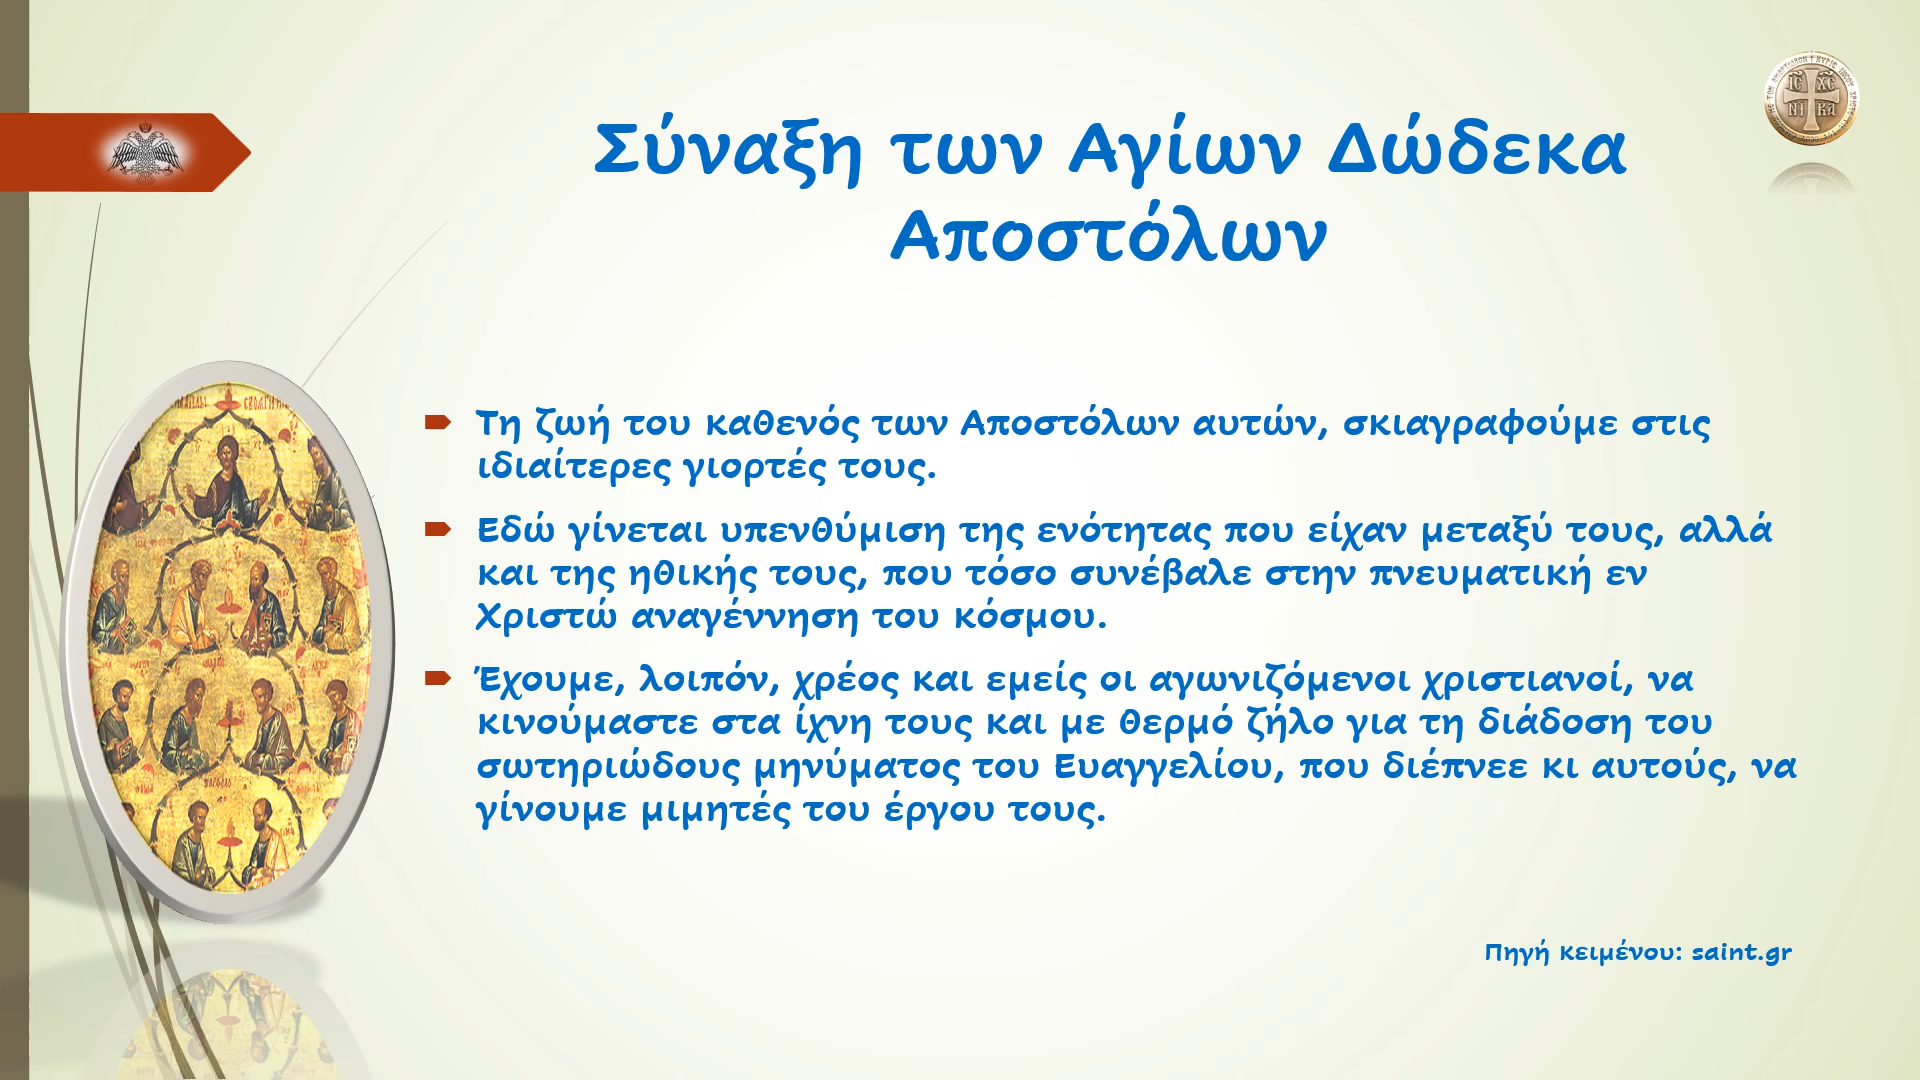 Σύναξη των Αγίων Δώδεκα
Αποστόλων
Τη ζωή του καθενός των Αποστόλων αυτών, σκιαγραφούμε στις
ιδιαίτερες γιορτές τους.
Εδώ γίνεται υπενθύμιση της ενότητας που είχαν μεταξύ τους, αλλά
και της ηθικής τους, που τόσο συνέβαλε στην πνευματική εν
Χριστώ αναγέννηση του κόσμου.
Έχουμε, λοιπόν, χρέος και εμείς οι αγωνιζόμενοι χριστιανοί, να
κινούμαστε στα ίχνη τους και με θερμό ζήλο για τη διάδοση του
σωτηριώδους μηνύματος του Ευαγγελίου, που διέπνεε κι αυτούς, να
γίνουμε μιμητές του έργου τους.
Πηγή κειμένου: saint.gr
IC XC
NI KA